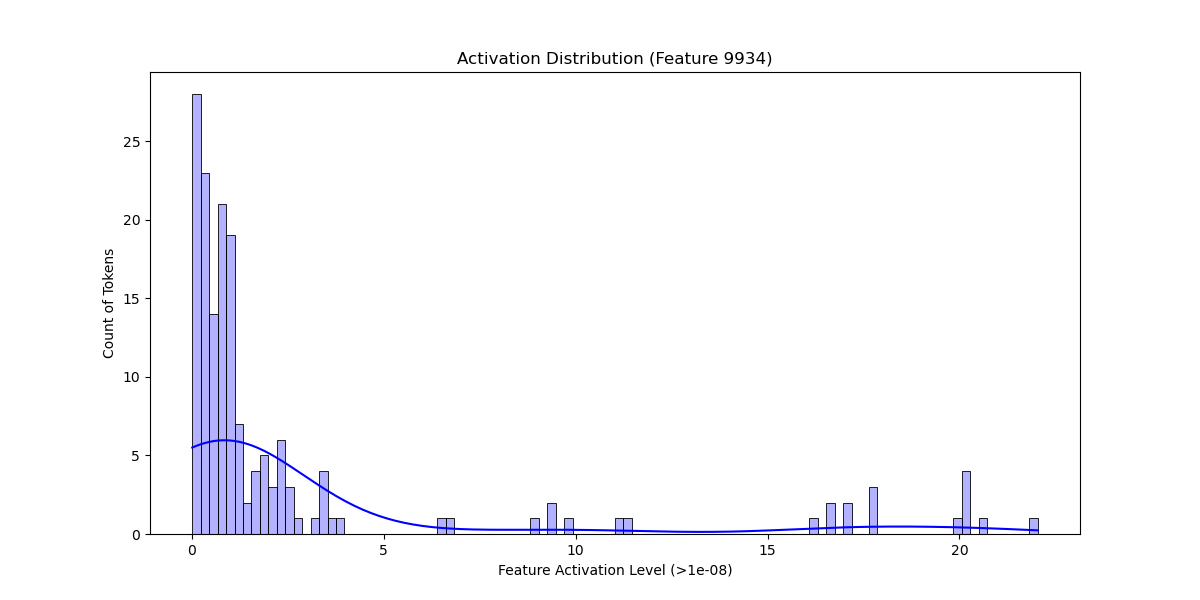 Activation Distribution (Feature 9934)
25
20
15
10
5
0
Count of Tokens
0 5 10 15 20
Feature Activation Level (>1e-08)